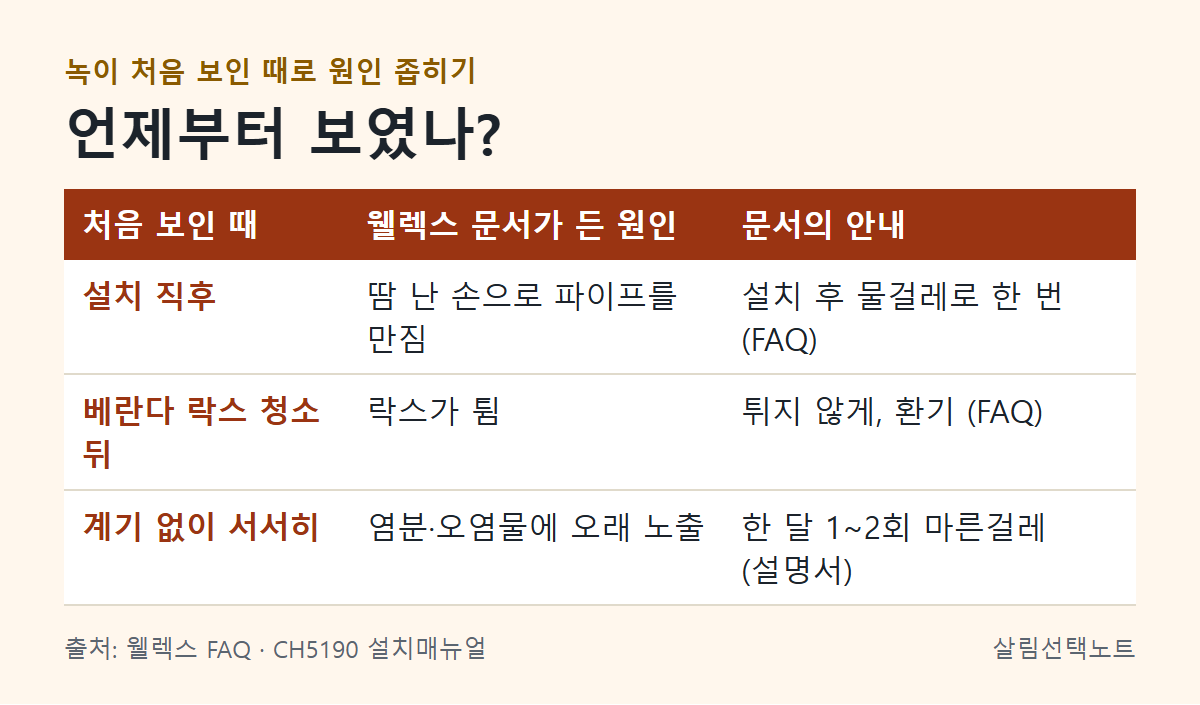 녹이 처음 보인 때로 원인 좁히기
언제부터 보였나?
처음 보인 때 웰렉스 문서가 든 원인 문서의 안내
설치 직후 땀 난 손으로 파이프를 설치 후 물걸레로 한 번
만짐 (FAQ)
베란다 락스 청소 락스가 튐 튀지 않게, 환기 (FAQ)
뒤
계기 없이 서서히 염분·오염물에 오래 노출 한 달 1~2회 마른걸레
(설명서)
출처: 웰렉스 FAQ · CH5190 설치매뉴얼 살림선택노트